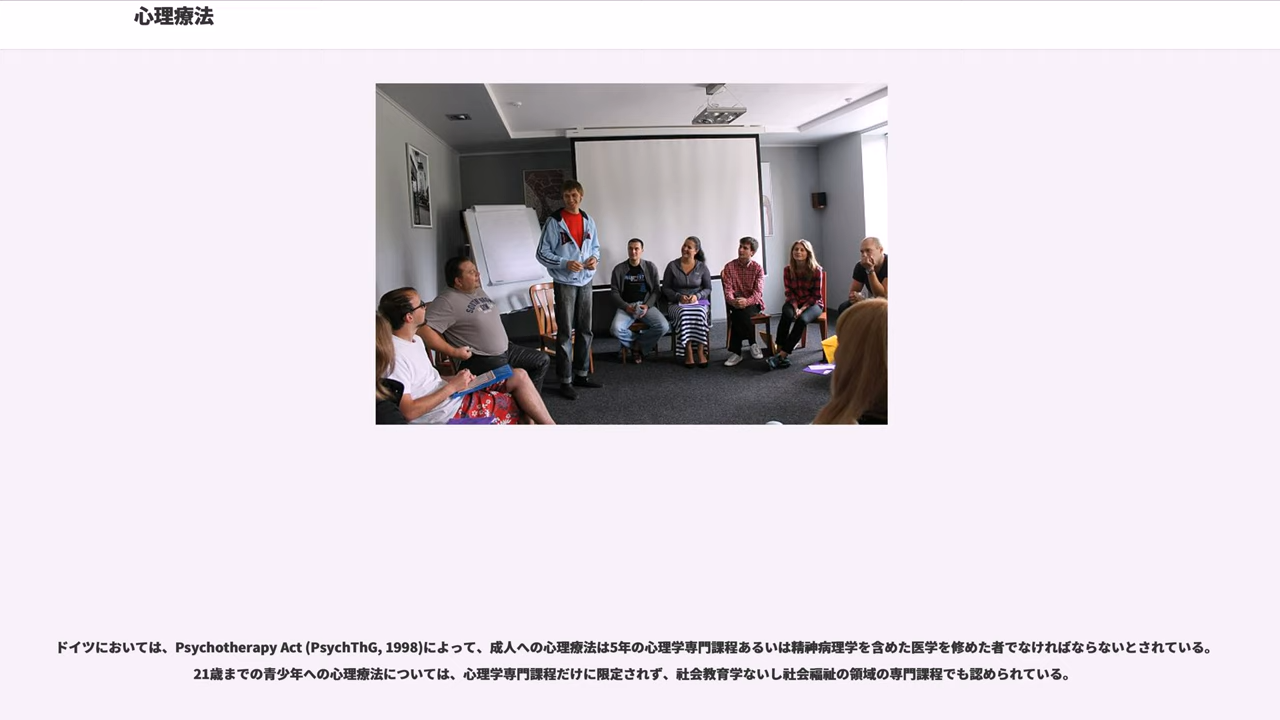 心理療法
ドイツにおいては、Psychotherapy Act (PsychThG, 1998)によって、成人への心理療法は5年の心理学専門課程あるいは精神病理学を含めた医学を修めた者でなければならないとされている。
21歳までの青少年への心理療法については、心理学専門課程だけに限定されず、社会教育学ないし社会福祉の領域の専門課程でも認められている。